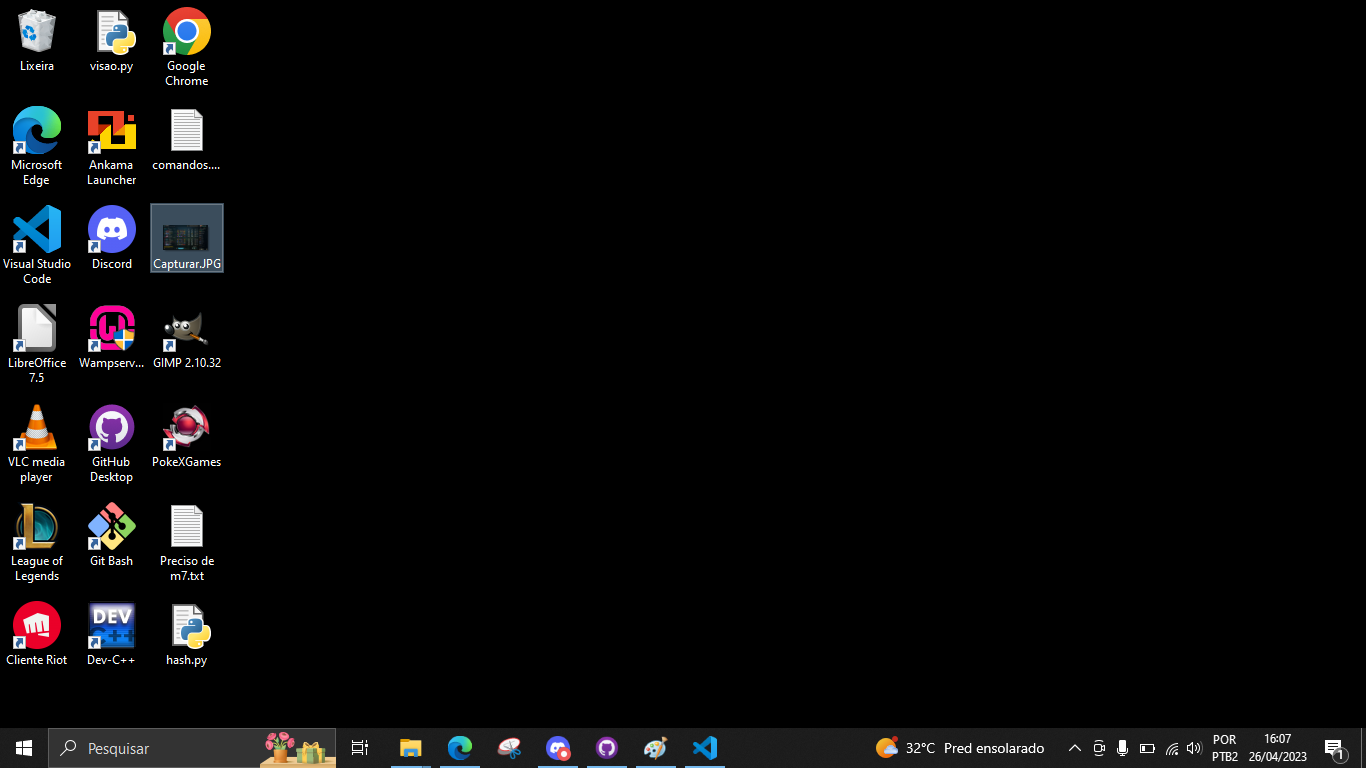 Lixeira
visao.py
Google
Chrome
Microsoft
Edge
Ankama
Launcher
comandos....
Visual Studio
Code
Discord
Capturar.JPG
LibreOffice
7.5
Wampserv...
GIMP 2.10.32
VLC media
player
GitHub
Desktop
PokeXGames
League of
Legends
Git Bash
Preciso de
m7.txt
DEV
C++
Cliente Riot
Dev-C++
hash.py
Pesquisar
32°C Pred ensolarado
POR
PTB2
16:07
26/04/2023
1